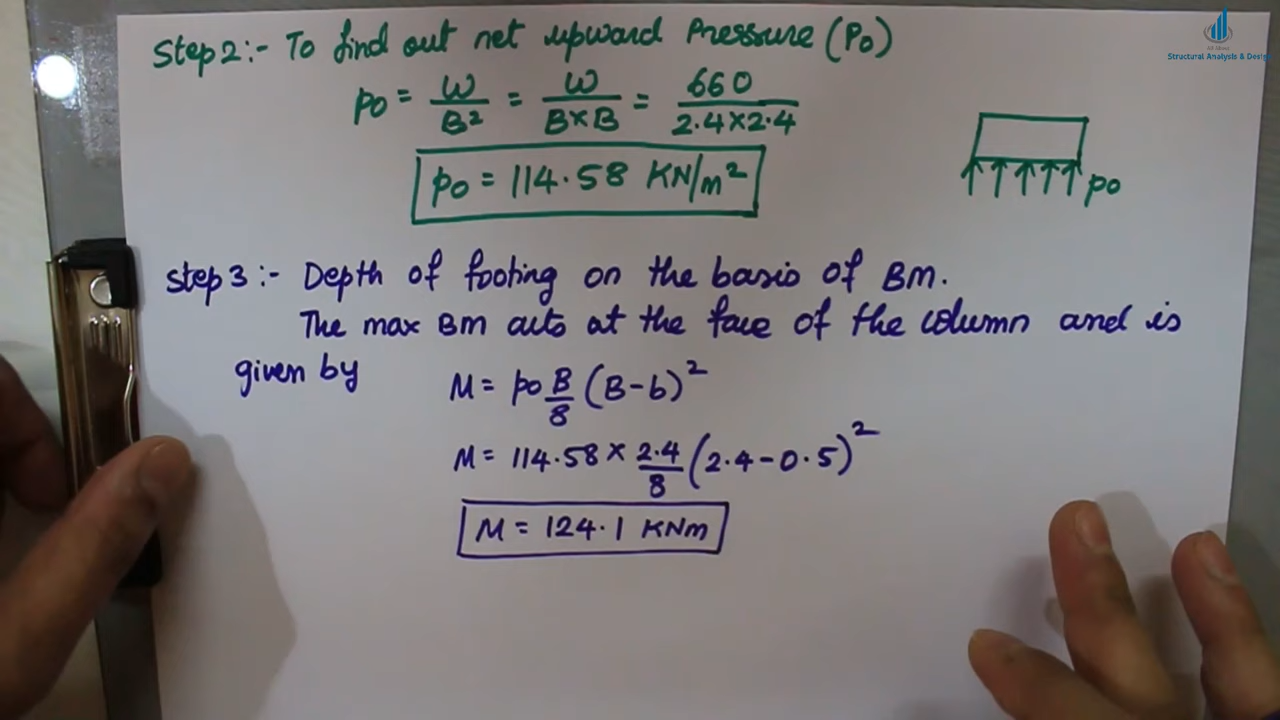 Step 2:- To find out net upward Pressure (Po)
po = W/B² = W/B×B = 660/2.4×2.4
po = 114.58 KN/m²
po
Step 3:- Depth of footing on the basis of BM.
The max BM acts at the face of the column and is
given by
M = po B/8 (B-b)²
M = 114.58 × 2.4/8 (2.4-0.5)²
M = 124.1 KNm
All About
Structural Analysis & Design